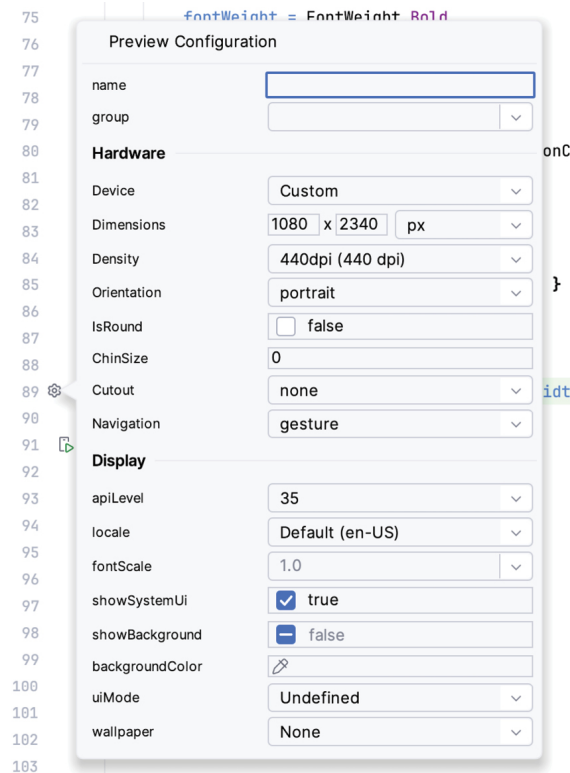 75 fontWeight = FontWeight.Bold
76 Preview Configuration
77
name
78
group
79
80 Hardware onC
81
Device Custom
82
83 Dimensions 1080 x 2340 px
84 Density 440dpi (440 dpi)
85 Orientation portrait }
86
87 IsRound false
88 ChinSize 0
89 Cutout none idt
90 Navigation gesture
91 Display
92
93 apiLevel 35
94 locale Default (en-US)
95
fontScale 1.0
96
97 showSystemUi true
98 showBackground false
99 backgroundColor
100
101 uiMode Undefined
102 wallpaper None
103